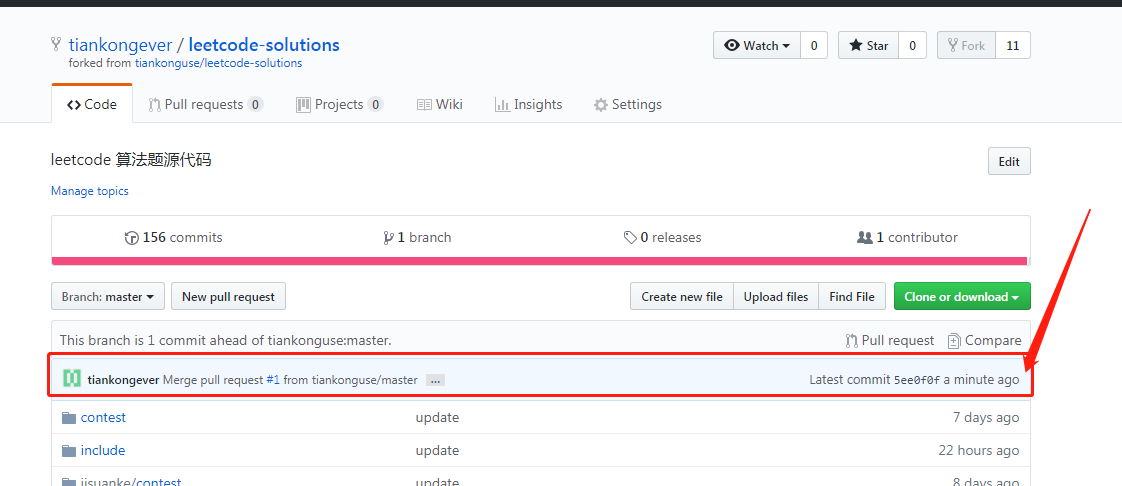 tiankongever / leetcode-solutions
forked from tiankonguse/leetcode-solutions
Watch 0 Star 0 Fork 11
Code Pull requests 0 Projects 0 Wiki Insights Settings
leetcode 算法题源代码
Edit
Manage topics
156 commits 1 branch 0 releases 1 contributor
Branch: master New pull request Create new file Upload files Find File Clone or download
This branch is 1 commit ahead of tiankonguse:master. Pull request Compare
tiankongever Merge pull request #1 from tiankonguse/master ... Latest commit 5ee0f0f a minute ago
contest update 7 days ago
include update 22 hours ago
jisuanke/contest update 8 days ago